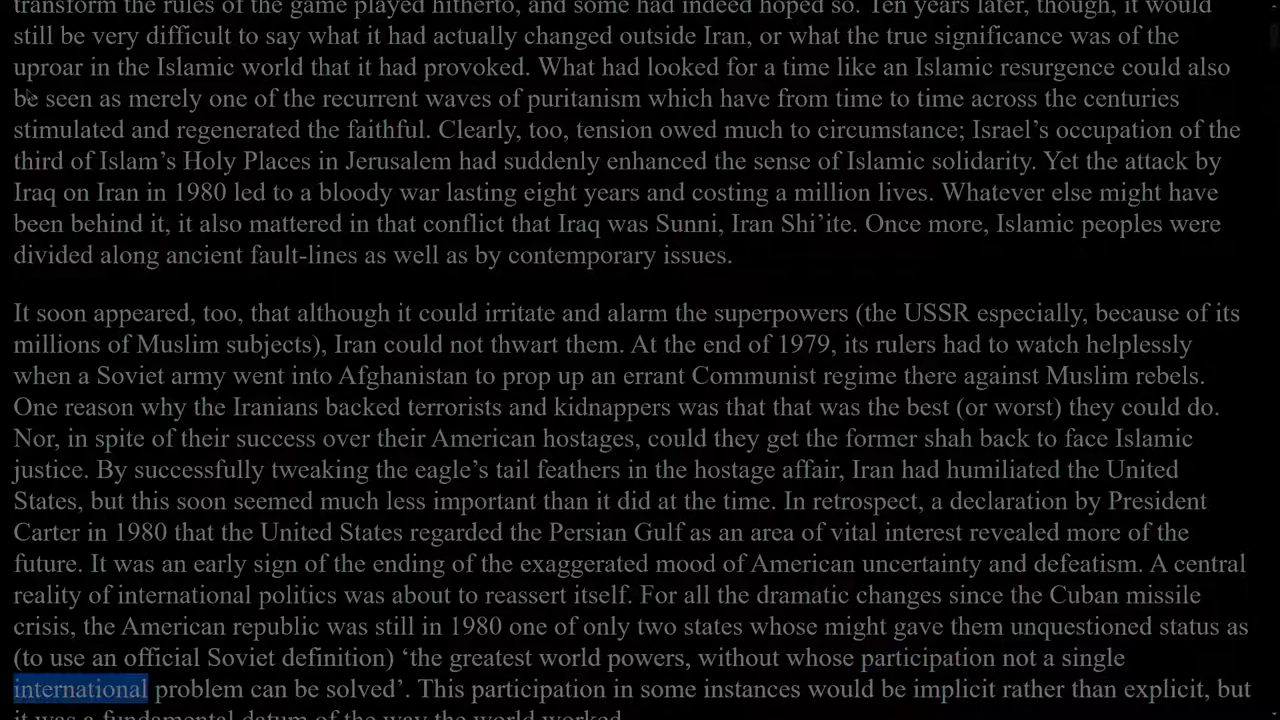 transform the rules of the game played hitherto, and some had indeed hoped so. Ten years later, though, it would
still be very difficult to say what it had actually changed outside Iran, or what the true significance was of the
uproar in the Islamic world that it had provoked. What had looked for a time like an Islamic resurgence could also
be seen as merely one of the recurrent waves of puritanism which have from time to time across the centuries
stimulated and regenerated the faithful. Clearly, too, tension owed much to circumstance; Israel’s occupation of the
third of Islam’s Holy Places in Jerusalem had suddenly enhanced the sense of Islamic solidarity. Yet the attack by
Iraq on Iran in 1980 led to a bloody war lasting eight years and costing a million lives. Whatever else might have
been behind it, it also mattered in that conflict that Iraq was Sunni, Iran Shi’ite. Once more, Islamic peoples were
divided along ancient fault-lines as well as by contemporary issues.
It soon appeared, too, that although it could irritate and alarm the superpowers (the USSR especially, because of its
millions of Muslim subjects), Iran could not thwart them. At the end of 1979, its rulers had to watch helplessly
when a Soviet army went into Afghanistan to prop up an errant Communist regime there against Muslim rebels.
One reason why the Iranians backed terrorists and kidnappers was that that was the best (or worst) they could do.
Nor, in spite of their success over their American hostages, could they get the former shah back to face Islamic
justice. By successfully tweaking the eagle’s tail feathers in the hostage affair, Iran had humiliated the United
States, but this soon seemed much less important than it did at the time. In retrospect, a declaration by President
Carter in 1980 that the United States regarded the Persian Gulf as an area of vital interest revealed more of the
future. It was an early sign of the ending of the exaggerated mood of American uncertainty and defeatism. A central
reality of international politics was about to reassert itself. For all the dramatic changes since the Cuban missile
crisis, the American republic was still in 1980 one of only two states whose might gave them unquestioned status as
(to use an official Soviet definition) ‘the greatest world powers, without whose participation not a single
international problem can be solved’. This participation in some instances would be implicit rather than explicit, but
it was a fundamental datum of the way the world worked.